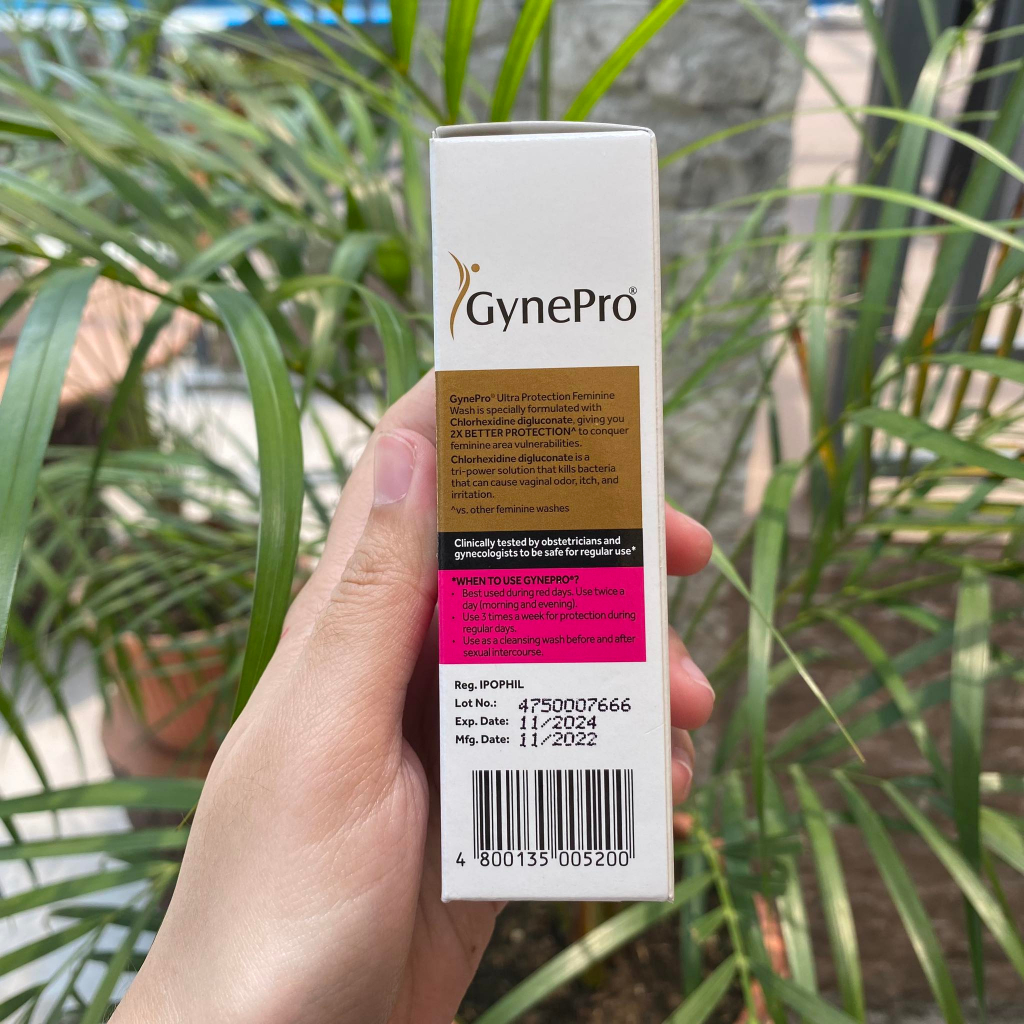 GynePro®
GynePro® Ultra Protection Feminine
Wash is specially formulated with
Chlorhexidine digluconate, giving you
2X BETTER PROTECTION^ to conquer
feminine area vulnerabilities.
Chlorhexidine digluconate is a
tri-power solution that kills bacteria
that can cause vaginal odor, itch, and
irritation.
^vs. other feminine washes
Clinically tested by obstetricians and
gynecologists to be safe for regular use*
*WHEN TO USE GYNEPRO®?
• Best used during red days. Use twice a
day (morning and evening).
• Use 3 times a week for protection during
regular days.
• Use as a cleansing wash before and after
sexual intercourse.
Reg. IPOPHIL
Lot No.: 4750007666
Exp. Date: 11/2024
Mfg. Date: 11/2022
4 800135 005200